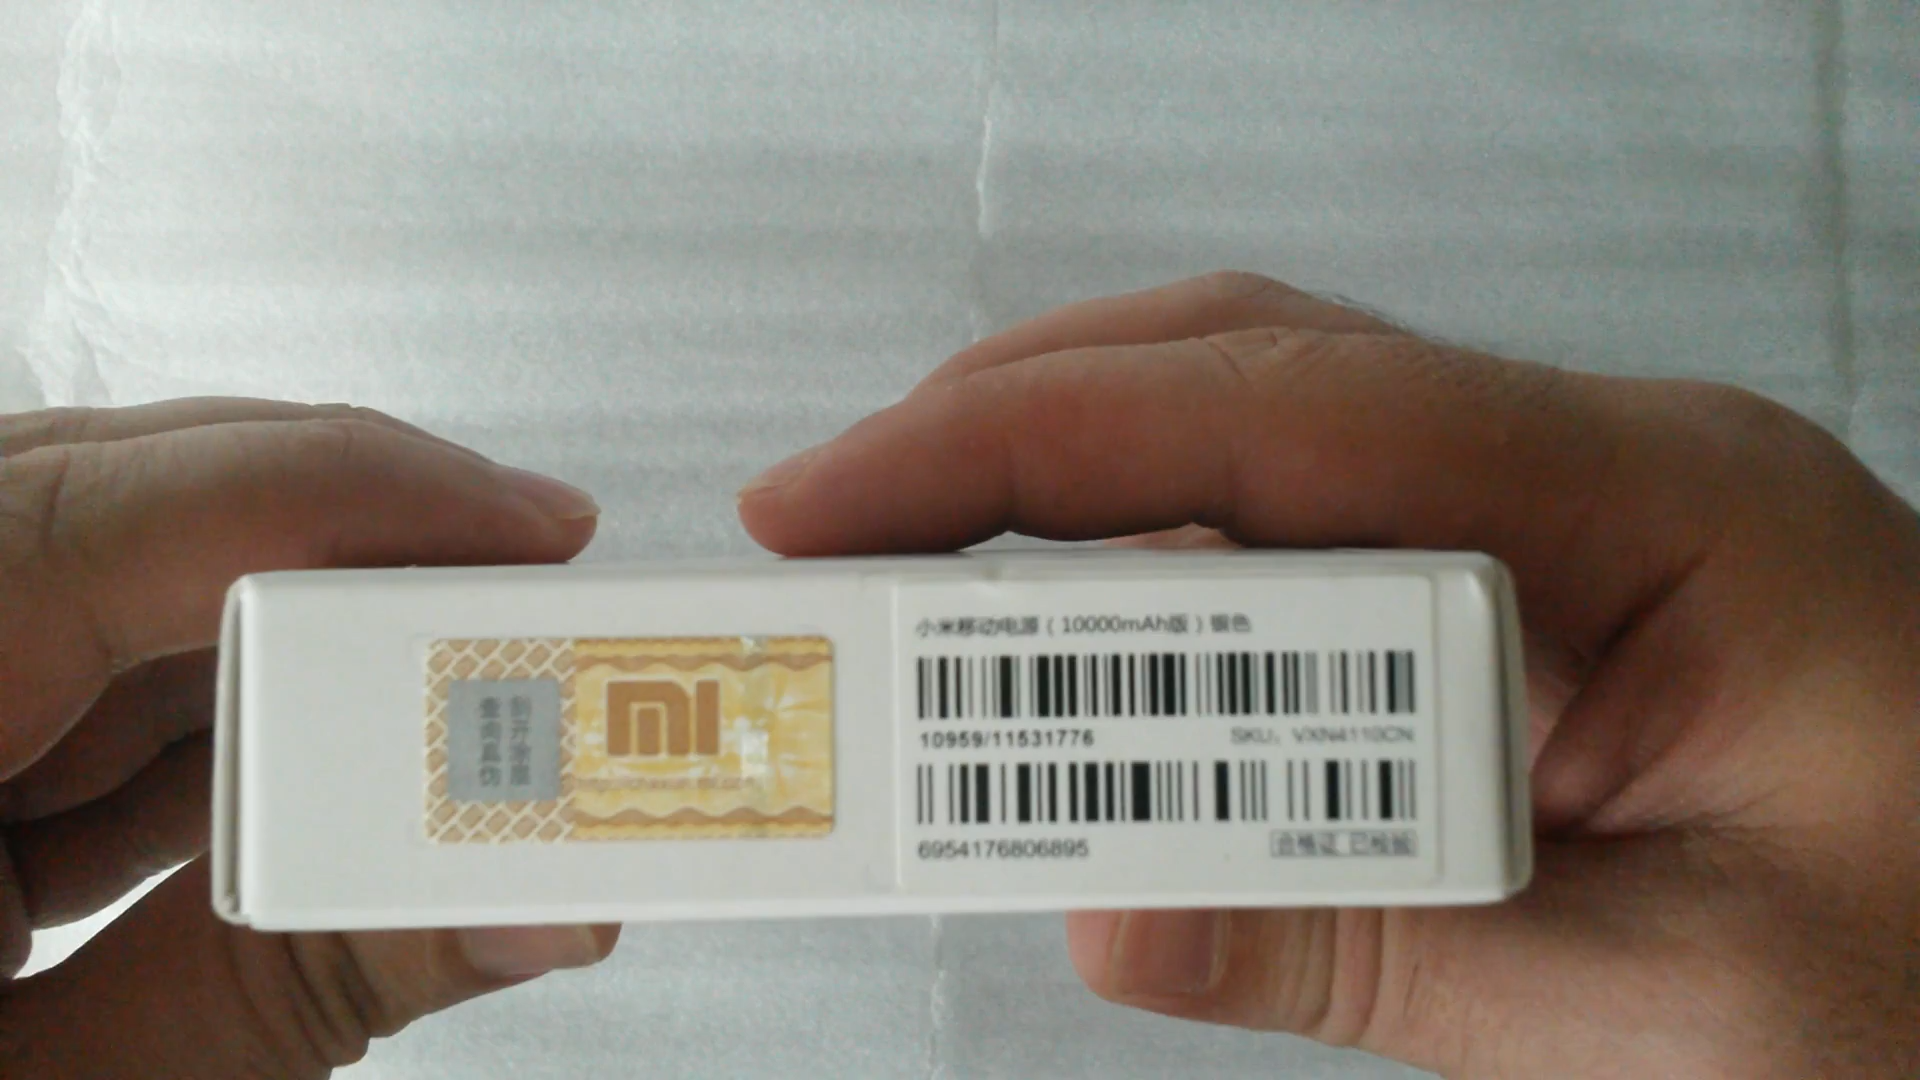 刮开涂层
查询真伪
小米移动电源(10000mAh版)银色
10959/11531776
SKU: VXN4110CN
6954176806895
合格证 已检验